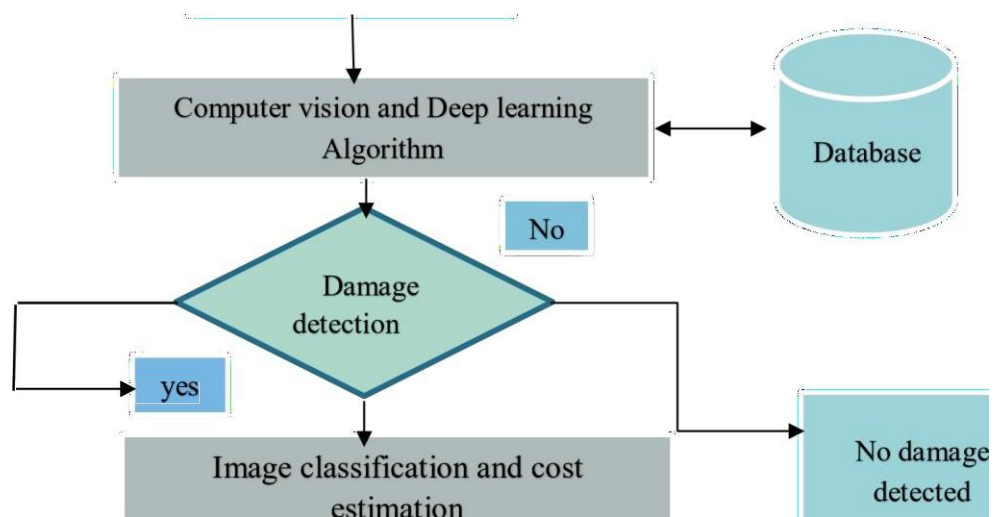 Computer vision and Deep learning
Algorithm
Database
No
Damage
detection
yes
Image classification and cost
estimation
No damage
detected